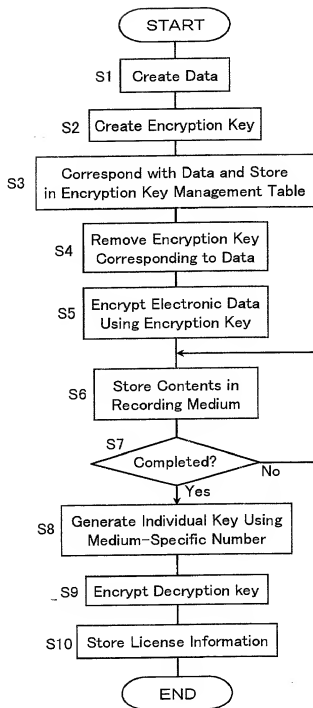 START
S1
Create Data
S2
Create Encryption Key
S3
Correspond with Data and Store
in Encryption Key Management Table
S4
Remove Encryption Key
Corresponding to Data
S5
Encrypt Electronic Data
Using Encryption Key
S6
Store Contents in
Recording Medium
S7
Completed?
No
Yes
S8
Generate Individual Key Using
Medium-Specific Number
S9
Encrypt Decryption key
S10
Store License Information
END